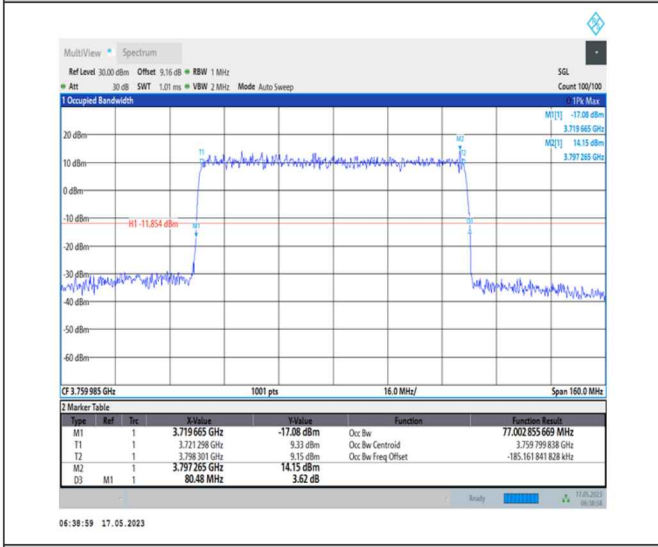 MultiView Spectrum
Ref Level 30.00 dBm Offset 9.16 dB RBW 1 MHz SGL
Att 30 dB SWT 1.01 ms VBW 2 MHz Mode Auto Sweep Count 100/100
1 Occupied Bandwidth 1Pk Max
M1[1] -17.08 dBm
3.719 665 GHz
M2[1] 14.15 dBm
3.797 265 GHz
20 dBm
M2
T1 T2
10 dBm
0 dBm
-10 dBm
H1 -11.854 dBm
M1
-30 dBm
-40 dBm
-50 dBm
-60 dBm
CF 3.759 985 GHz 1001 pts 16.0 MHz/ Span 160.0 MHz
2 Marker Table
Type Ref Trc X-Value Y-Value Function Function Result
M1 1 3.719 665 GHz -17.08 dBm Occ Bw 77.002 855 669 MHz
T1 1 3.721 298 GHz 9.33 dBm Occ Bw Centroid 3.759 799 838 GHz
T2 1 3.798 301 GHz 9.15 dBm Occ Bw Freq Offset -185.161 841 828 kHz
M2 1 3.797 265 GHz 14.15 dBm
D3 M1 1 80.48 MHz 3.62 dB
Ready 17.05.2023
06:38:58
06:38:59 17.05.2023